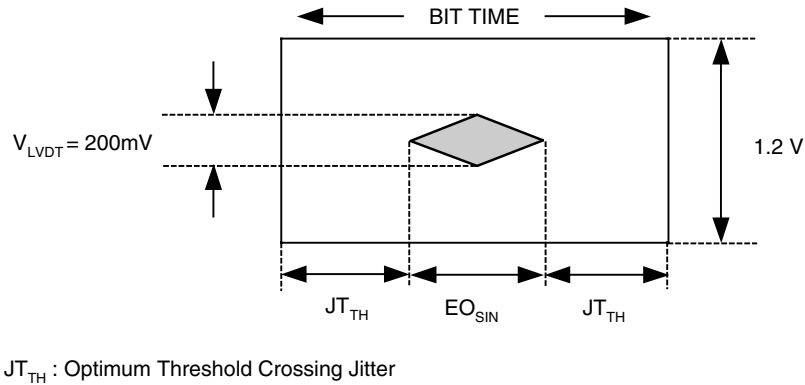 BIT TIME
V_LVDT = 200mV
1.2 V
JT_TH EO_SIN JT_TH
JT_TH : Optimum Threshold Crossing Jitter